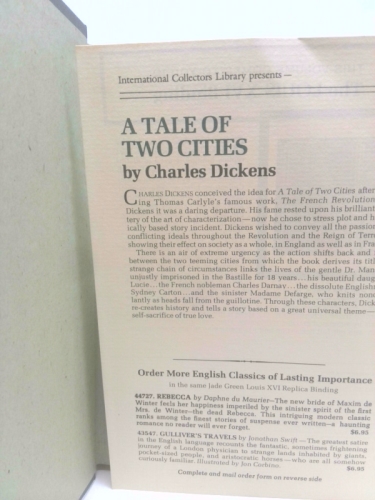 International Collectors Library presents—
A TALE OF
TWO CITIES
by Charles Dickens
CHARLES DICKENS conceived the idea for A Tale of Two Cities after
ing Thomas Carlyle's famous work, The French Revolution
Dickens it was a daring departure. His fame rested upon his brilliant
tery of the art of characterization—now he chose to stress plot and h
ically based story incident. Dickens wished to convey all the passion
conflicting ideals throughout the Revolution and the Reign of Terr
showing their effect on society as a whole, in England as well as in Fra
There is an air of extreme urgency as the action shifts back and
between the two teeming cities from which the book derives its titl
strange chain of circumstances links the lives of the gentle Dr. Man
unjustly imprisoned in the Bastille for 18 years...his beautiful daug
Lucie...the French nobleman Charles Darnay...the dissolute English
Sydney Carton...and the sinister Madame Defarge, who knits none
lantly as heads fall from the guillotine. Through these characters, Dick
re-creates history and tells a story based on a great universal theme—
self-sacrifice of true love.
Order More English Classics of Lasting Importance
in the same Jade Green Louis XVI Replica Binding
44727. REBECCA by Daphne du Maurier—The new bride of Maxim de
Winter feels her happiness imperiled by the sinister spirit of the first
Mrs. de Winter—the dead Rebecca. This intriguing modern classic
ranks among the finest stories of suspense ever written—a haunting
romance no reader will ever forget.
$6.95
43547. GULLIVER'S TRAVELS by Jonathan Swift—The greatest satire
in the English language recounts the fantastic, sometimes frightening
journey of a London physician to strange lands inhabited by giants,
pocket-sized people, and aristocratic horses—who are all somehow
curiously familiar. Illustrated by Jon Corbino.
$6.95
Complete and mail order form on reverse side